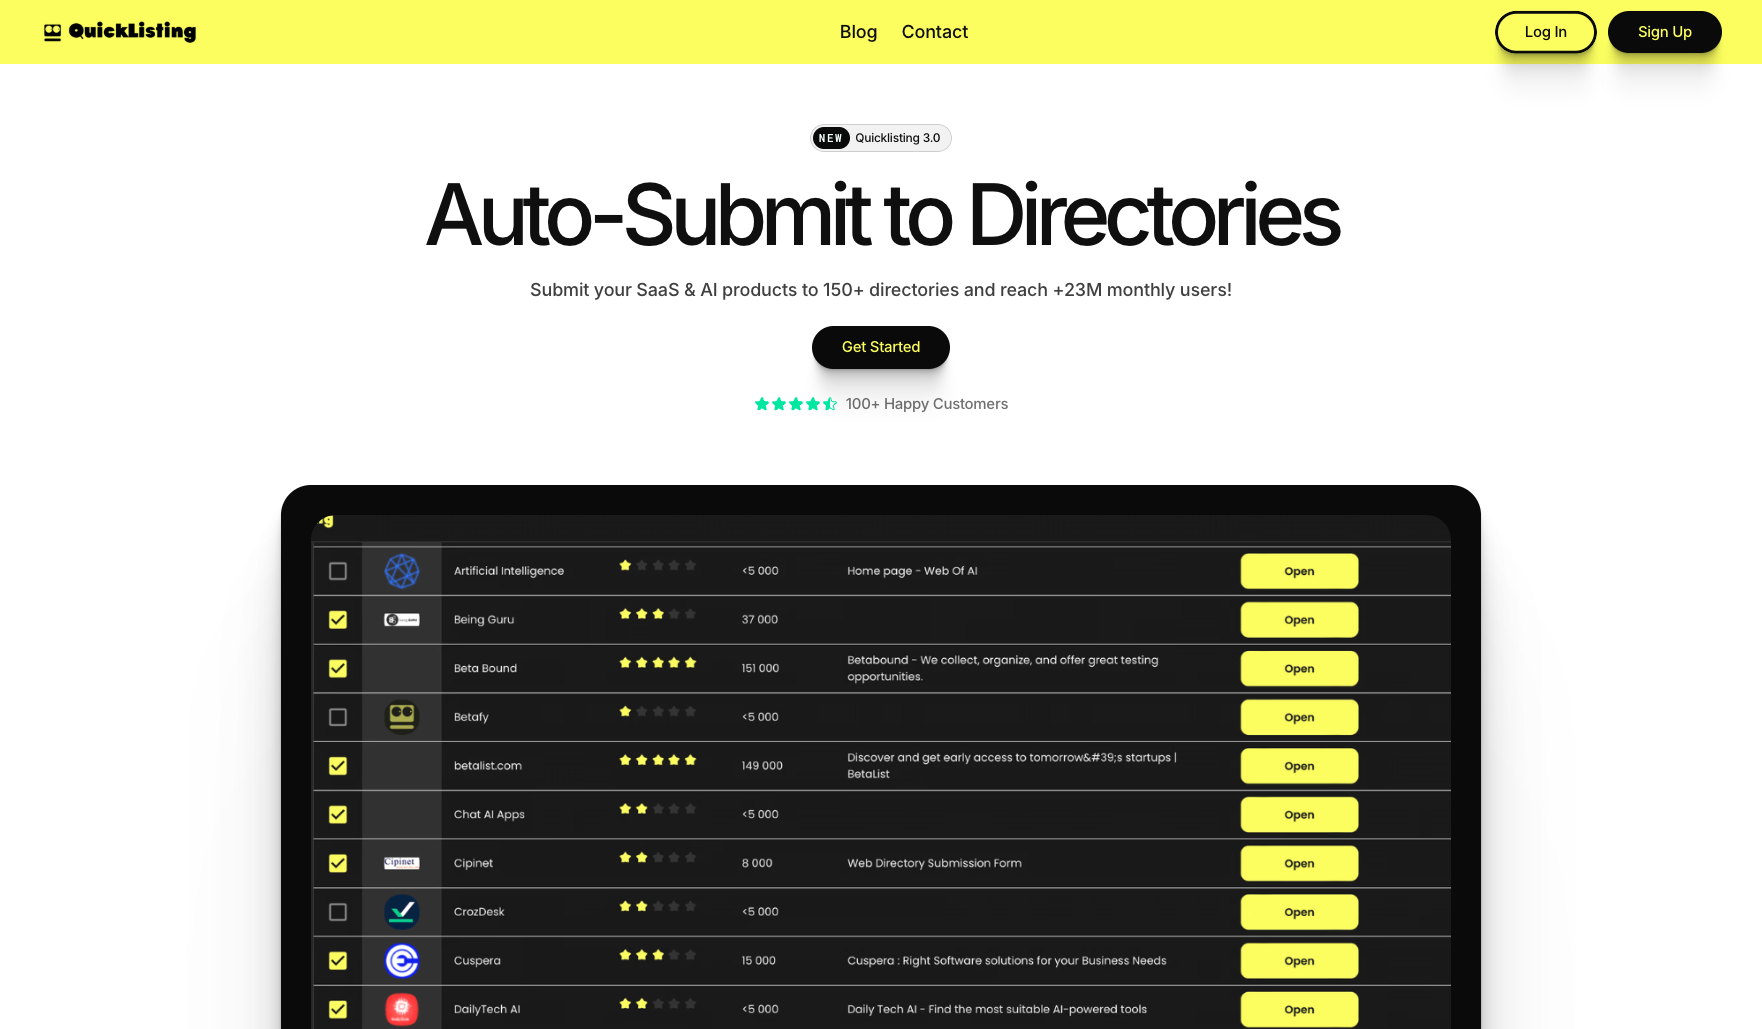 QuickListing
Blog Contact
Log In
Sign Up
NEW Quicklisting 3.0
Auto-Submit to Directories
Submit your SaaS & AI products to 150+ directories and reach +23M monthly users!
Get Started
100+ Happy Customers
g
Artificial Intelligence <5 000 Home page - Web Of AI Open
Being Guru 37 000 Open
Beta Bound 151 000 Betabound - We collect, organize, and offer great testing
opportunities. Open
Betafy <5 000 Open
betalist.com 149 000 Discover and get early access to tomorrow&#39;s startups |
BetaList Open
Chat AI Apps <5 000 Open
Cipinet Cipinet 8 000 Web Directory Submission Form Open
CrozDesk <5 000 Open
Cuspera 15 000 Cuspera : Right Software solutions for your Business Needs Open
DailyTech AI <5 000 Daily Tech AI - Find the most suitable AI-powered tools Open